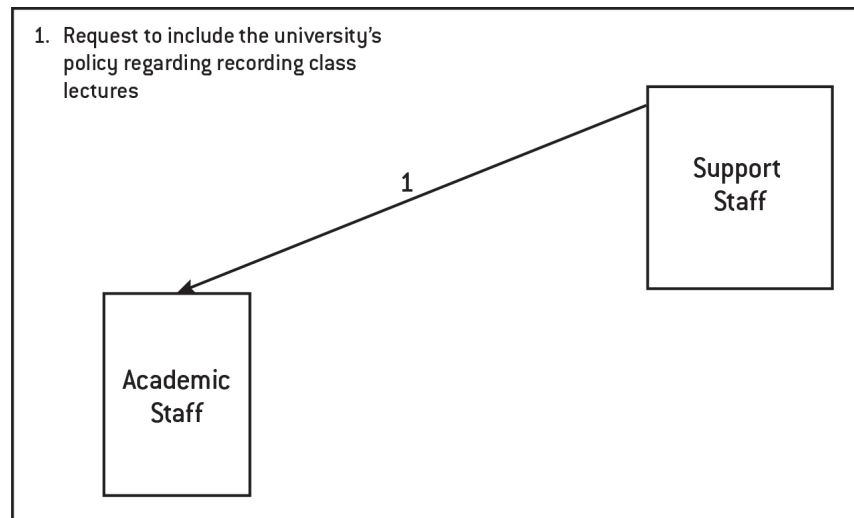 1. Request to include the university's
policy regarding recording class
lectures
Support
Staff
1
Academic
Staff